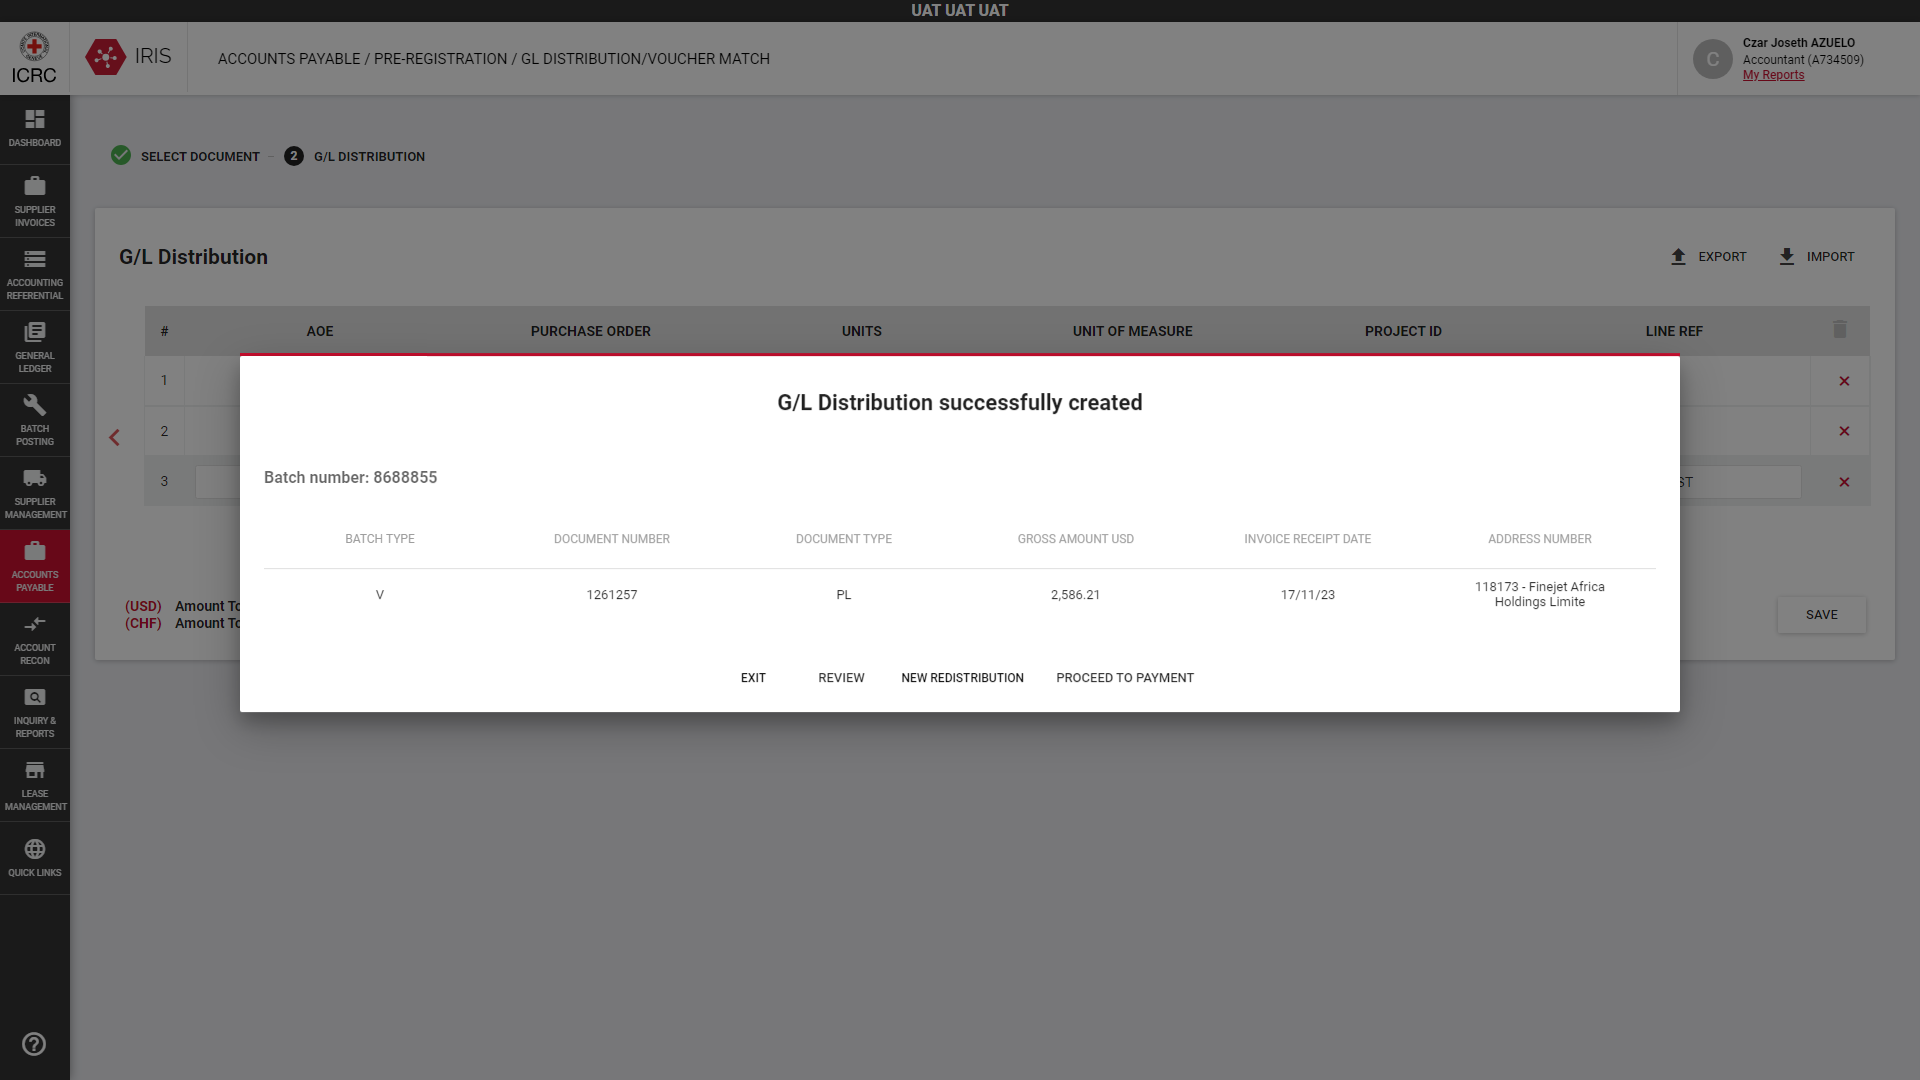 UAT UAT UAT
ICRC
IRIS
ACCOUNTS PAYABLE / PRE-REGISTRATION / GL DISTRIBUTION/VOUCHER MATCH
C
Czar Joseth AZUELO
Accountant (A734509)
My Reports
DASHBOARD
SUPPLIER
INVOICES
ACCOUNTING
REFERENTIAL
GENERAL
LEDGER
BATCH
POSTING
SUPPLIER
MANAGEMENT
ACCOUNTS
PAYABLE
ACCOUNT
RECON
INQUIRY &
REPORTS
LEASE
MANAGEMENT
QUICK LINKS
SELECT DOCUMENT
2 G/L DISTRIBUTION
G/L Distribution
EXPORT IMPORT
# AOE PURCHASE ORDER UNITS UNIT OF MEASURE PROJECT ID LINE REF
1
2
3 ST
G/L Distribution successfully created
Batch number: 8688855
BATCH TYPE DOCUMENT NUMBER DOCUMENT TYPE GROSS AMOUNT USD INVOICE RECEIPT DATE ADDRESS NUMBER
V 1261257 PL 2,586.21 17/11/23 118173 - Finejet Africa
Holdings Limite
(USD) Amount To
(CHF) Amount To
SAVE
EXIT REVIEW NEW REDISTRIBUTION PROCEED TO PAYMENT